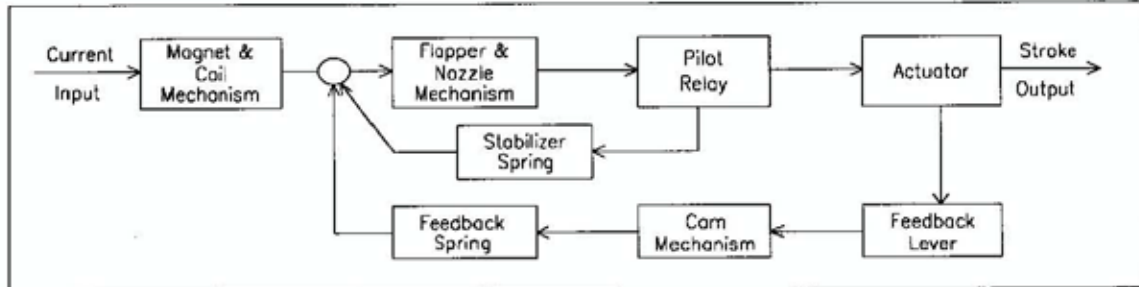 Current
Input
Magnet &
Coil
Mechanism
Flapper &
Nozzle
Mechanism
Pilot
Relay
Actuator
Stroke
Output
Stabilizer
Spring
Feedback
Spring
Cam
Mechanism
Feedback
Lever